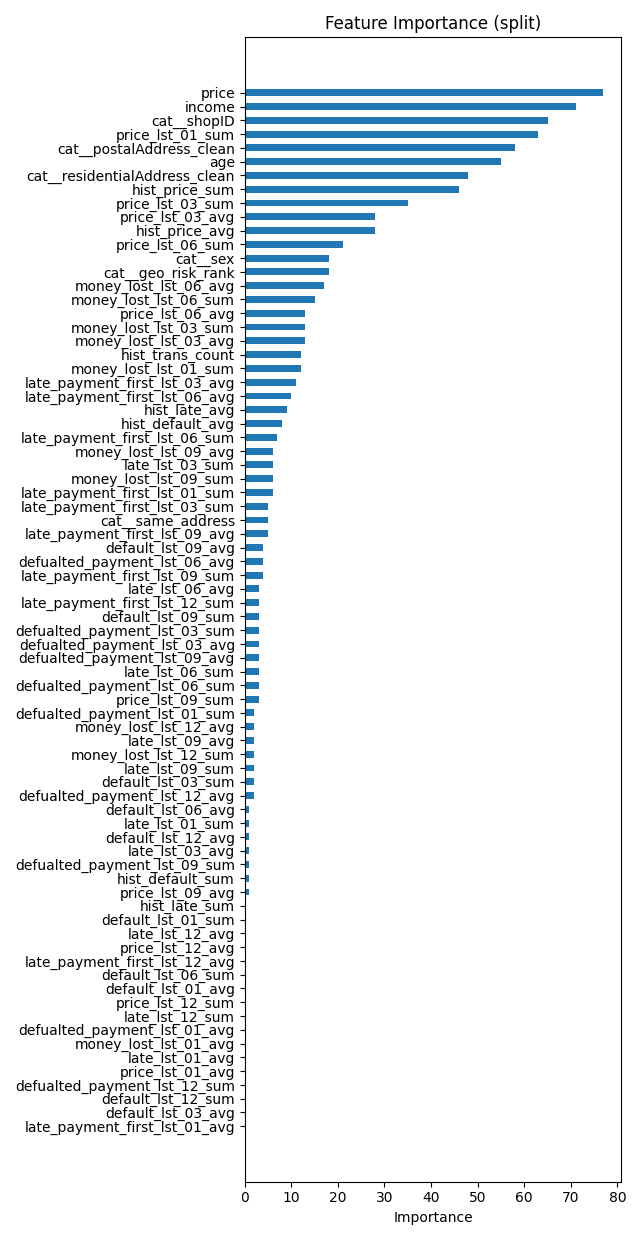 Feature Importance (split)
price
income
cat__shopID
price_lst_01_sum
cat__postalAddress_clean
age
cat__residentialAddress_clean
hist_price_sum
price_lst_03_sum
price_lst_03_avg
hist_price_avg
price_lst_06_sum
cat__sex
cat__geo_risk_rank
money_lost_lst_06_avg
money_lost_lst_06_sum
price_lst_06_avg
money_lost_lst_03_sum
money_lost_lst_03_avg
hist_trans_count
money_lost_lst_01_sum
late_payment_first_lst_03_avg
late_payment_first_lst_06_avg
hist_late_avg
hist_default_avg
late_payment_first_lst_06_sum
money_lost_lst_09_avg
late_lst_03_sum
money_lost_lst_09_sum
late_payment_first_lst_01_sum
late_payment_first_lst_03_sum
cat__same_address
late_payment_first_lst_09_avg
default_lst_09_avg
defualted_payment_lst_06_avg
late_payment_first_lst_09_sum
late_lst_06_avg
late_payment_first_lst_12_sum
default_lst_09_sum
defualted_payment_lst_03_sum
defualted_payment_lst_03_avg
defualted_payment_lst_09_avg
late_lst_06_sum
defualted_payment_lst_06_sum
price_lst_09_sum
defualted_payment_lst_01_sum
money_lost_lst_12_avg
late_lst_09_avg
money_lost_lst_12_sum
late_lst_09_sum
default_lst_03_sum
defualted_payment_lst_12_avg
default_lst_06_avg
late_lst_01_sum
default_lst_12_avg
late_lst_03_avg
defualted_payment_lst_09_sum
hist_default_sum
price_lst_09_avg
hist_late_sum
default_lst_01_sum
late_lst_12_avg
price_lst_12_avg
late_payment_first_lst_12_avg
default_lst_06_sum
default_lst_01_avg
price_lst_12_sum
late_lst_12_sum
defualted_payment_lst_01_avg
money_lost_lst_01_avg
late_lst_01_avg
price_lst_01_avg
defualted_payment_lst_12_sum
default_lst_12_sum
default_lst_03_avg
late_payment_first_lst_01_avg
0 10 20 30 40 50 60 70 80
Importance